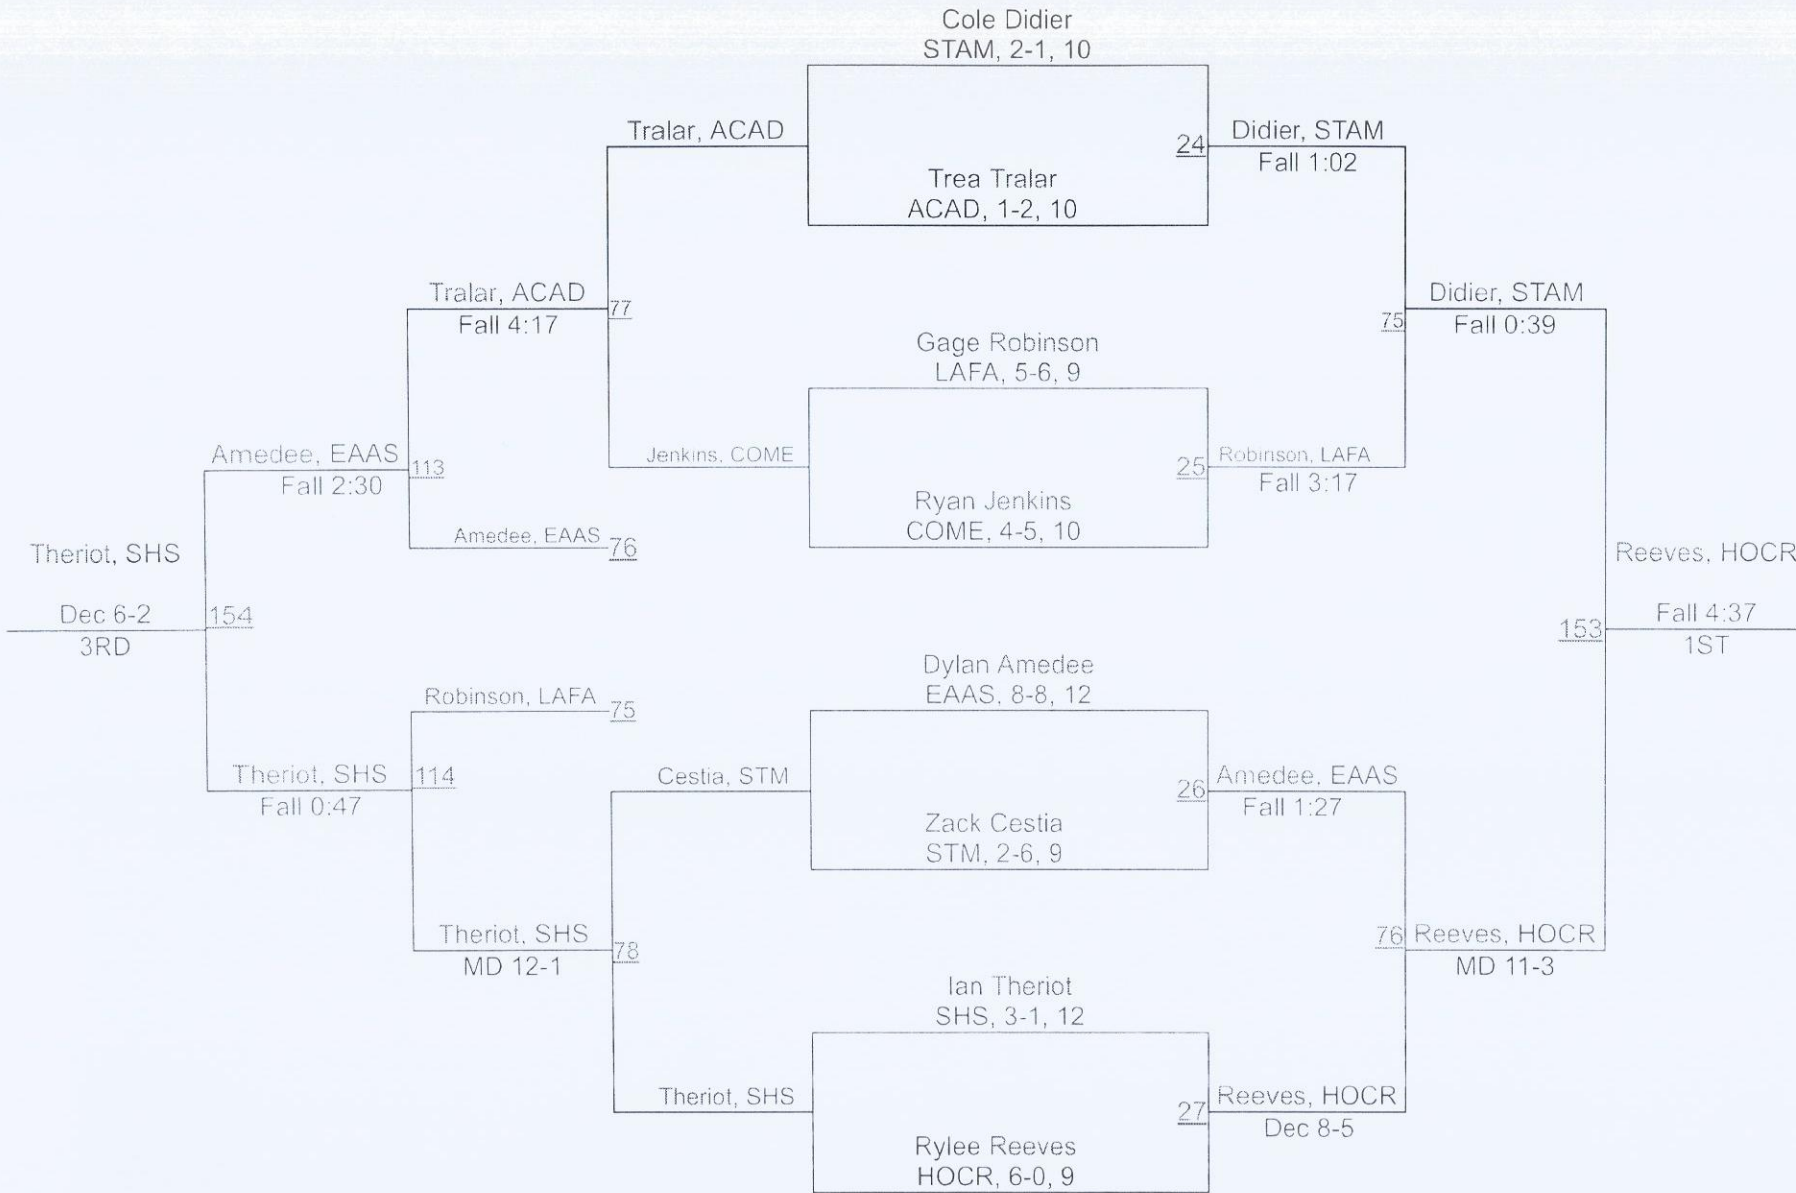 Cole Didier
STAM, 2-1, 10
Tralar, ACAD
24
Didier, STAM
Fall 1:02
Trea Tralar
ACAD, 1-2, 10
Tralar, ACAD
Fall 4:17
77
Didier, STAM
Fall 0:39
75
Gage Robinson
LAFA, 5-6, 9
Amedee, EAAS
Fall 2:30
113
Jenkins, COME
25
Robinson, LAFA
Fall 3:17
Ryan Jenkins
COME, 4-5, 10
Amedee, EAAS
76
Theriot, SHS
Reeves, HOCR
Dec 6-2
3RD
154
153
Fall 4:37
1ST
Dylan Amedee
EAAS, 8-8, 12
Robinson, LAFA
75
Theriot, SHS
Fall 0:47
114
Cestia, STM
26
Amedee, EAAS
Fall 1:27
Zack Cestia
STM, 2-6, 9
Theriot, SHS
MD 12-1
78
76
Reeves, HOCR
MD 11-3
Ian Theriot
SHS, 3-1, 12
Theriot, SHS
27
Reeves, HOCR
Dec 8-5
Rylee Reeves
HOCR, 6-0, 9